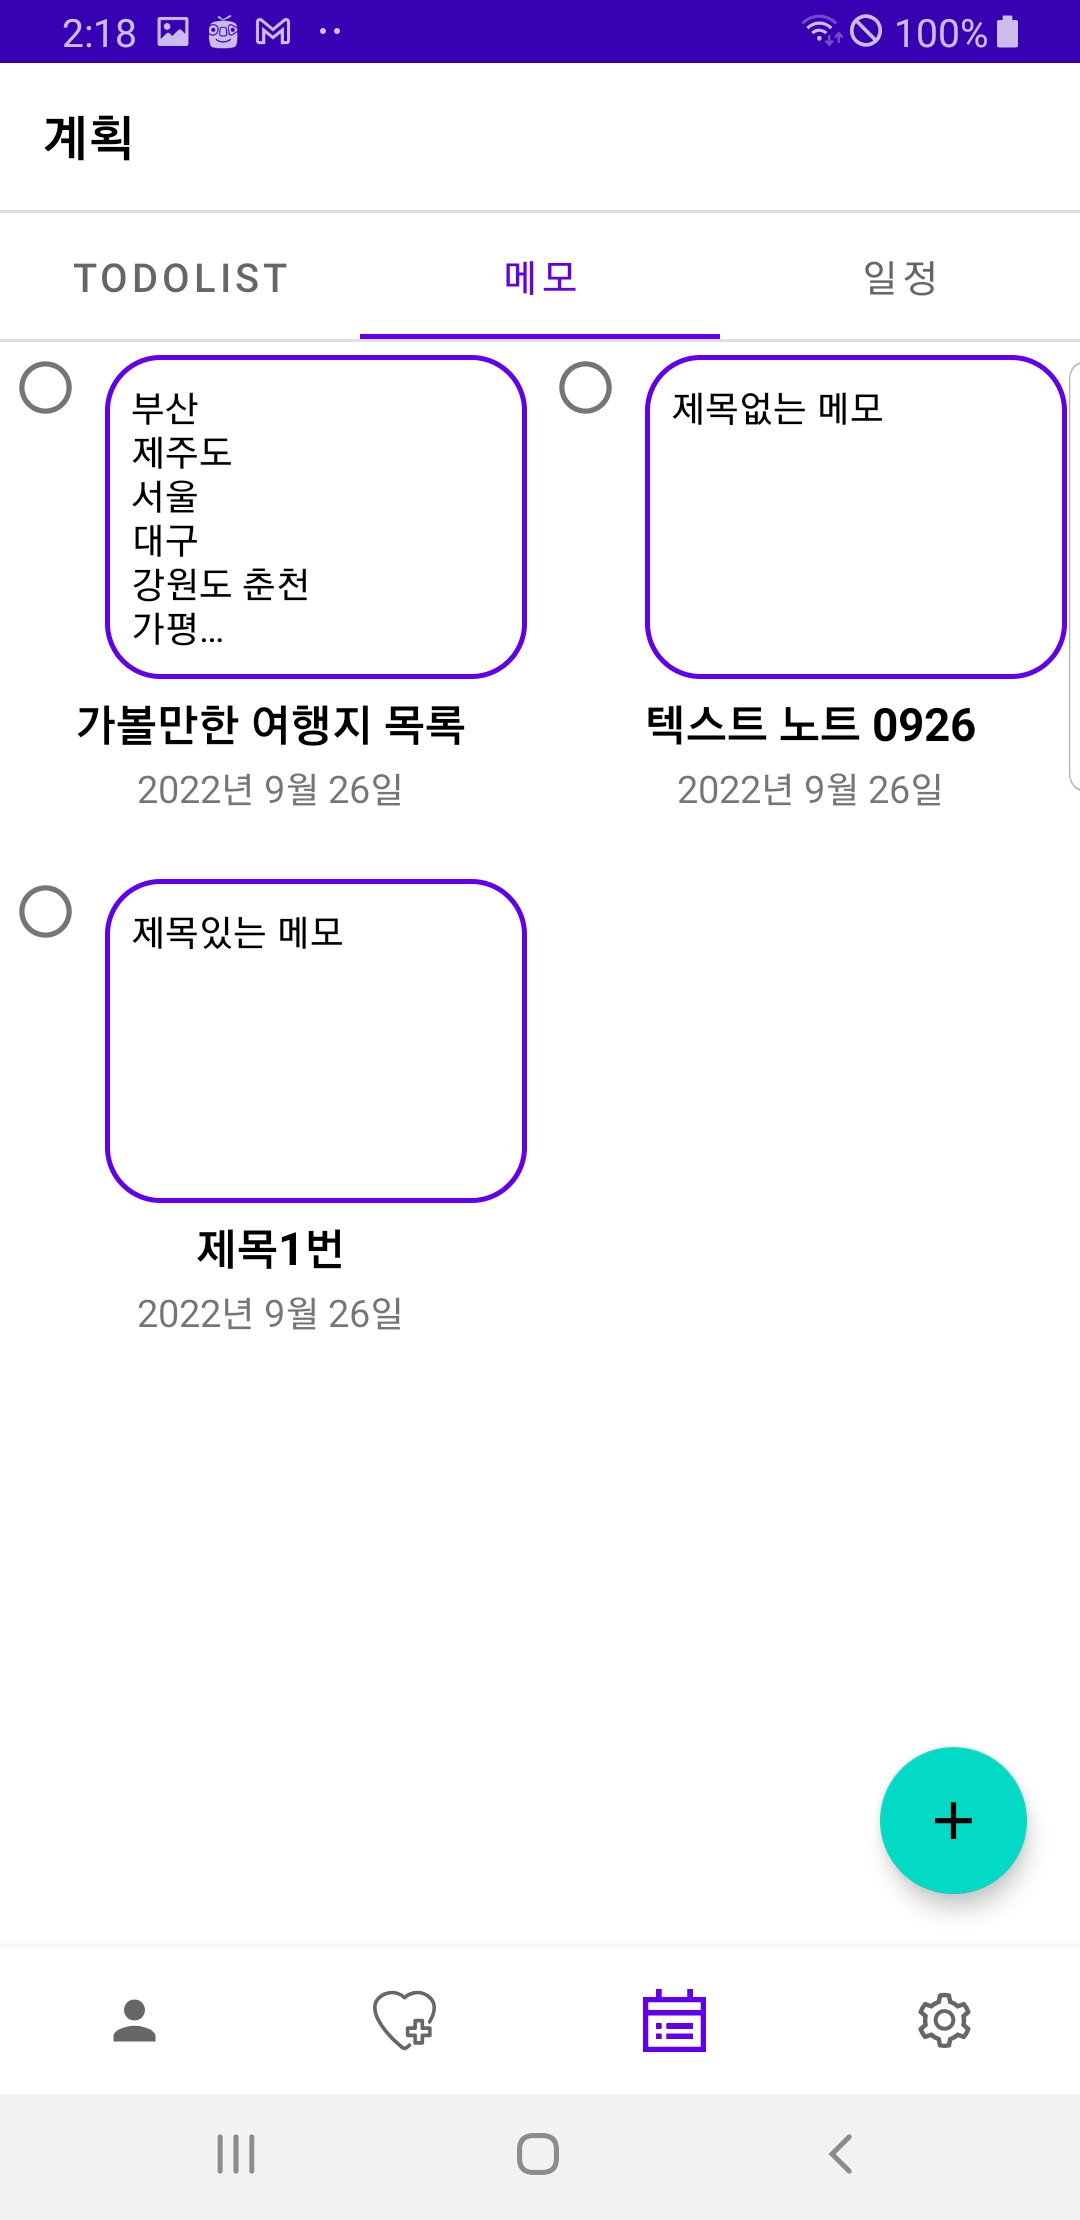 2:18
100%
계획
TODOLIST
메모
일정
부산
제주도
서울
대구
강원도 춘천
가평...
가볼만한 여행지 목록
2022년 9월 26일
제목없는 메모
텍스트 노트 0926
2022년 9월 26일
제목있는 메모
제목1번
2022년 9월 26일